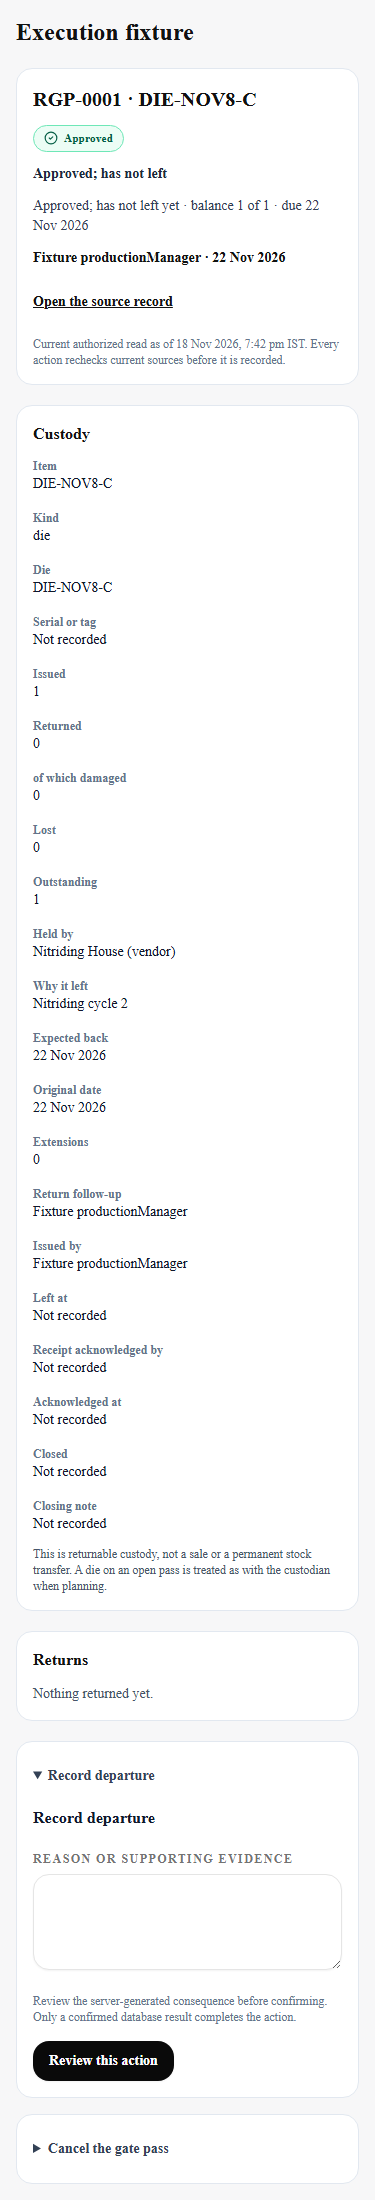 Execution fixture
RGP-0001 · DIE-NOV8-C
Approved
Approved; has not left
Approved; has not left yet · balance 1 of 1 · due 22
Nov 2026
Fixture productionManager · 22 Nov 2026
Open the source record
Current authorized read as of 18 Nov 2026, 7:42 pm IST. Every
action rechecks current sources before it is recorded.
Custody
Item
DIE-NOV8-C
Kind
die
Die
DIE-NOV8-C
Serial or tag
Not recorded
Issued
1
Returned
0
of which damaged
0
Lost
0
Outstanding
1
Held by
Nitriding House (vendor)
Why it left
Nitriding cycle 2
Expected back
22 Nov 2026
Original date
22 Nov 2026
Extensions
0
Return follow-up
Fixture productionManager
Issued by
Fixture productionManager
Left at
Not recorded
Receipt acknowledged by
Not recorded
Acknowledged at
Not recorded
Closed
Not recorded
Closing note
Not recorded
This is returnable custody, not a sale or a permanent stock
transfer. A die on an open pass is treated as with the custodian
when planning.
Returns
Nothing returned yet.
Record departure
Record departure
REASON OR SUPPORTING EVIDENCE
Review the server-generated consequence before confirming.
Only a confirmed database result completes the action.
Review this action
Cancel the gate pass